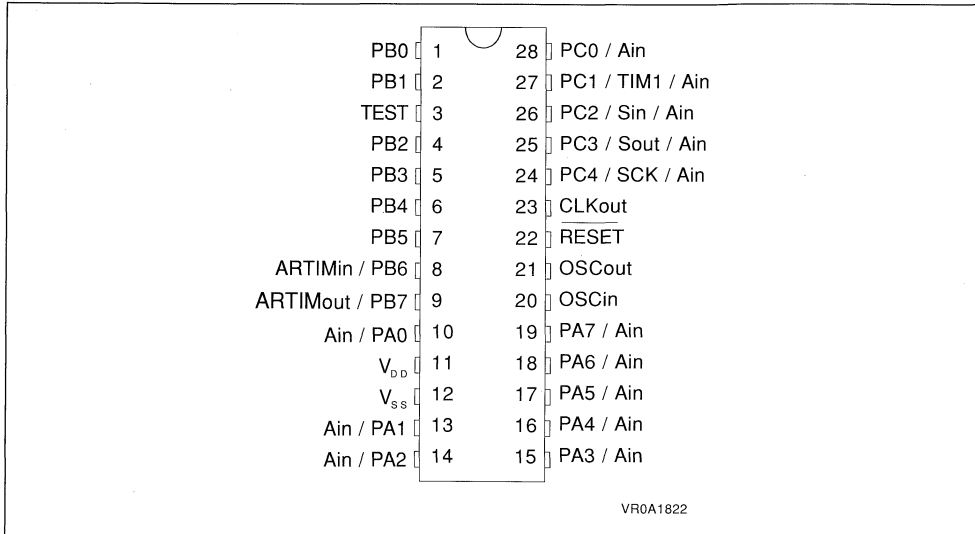 PB0 1 28 PC0 / Ain
PB1 2 27 PC1 / TIM1 / Ain
TEST 3 26 PC2 / Sin / Ain
PB2 4 25 PC3 / Sout / Ain
PB3 5 24 PC4 / SCK / Ain
PB4 6 23 CLKout
PB5 7 22 RESET
ARTIMin / PB6 8 21 OSCout
ARTIMout / PB7 9 20 OSCin
Ain / PA0 10 19 PA7 / Ain
VDD 11 18 PA6 / Ain
VSS 12 17 PA5 / Ain
Ain / PA1 13 16 PA4 / Ain
Ain / PA2 14 15 PA3 / Ain
VR0A1822